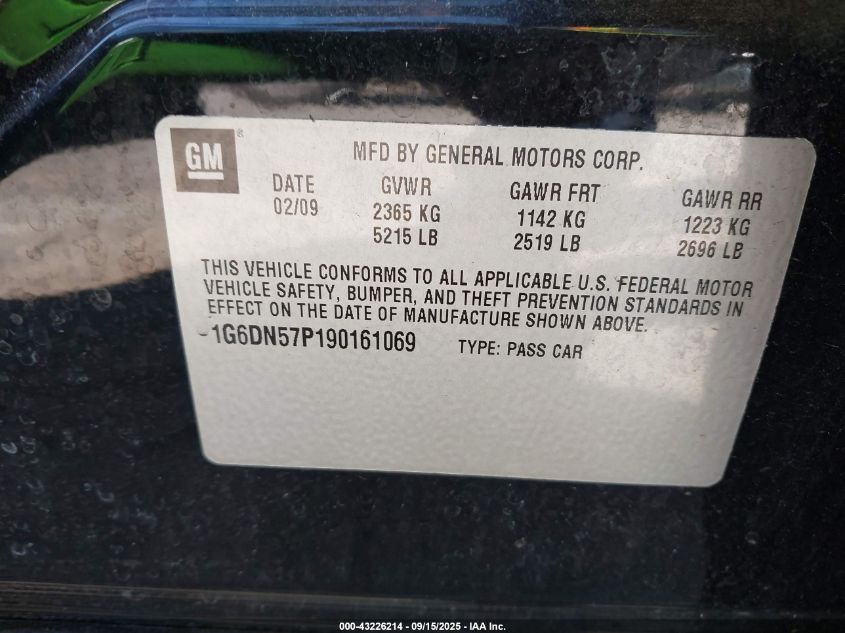 GM
®
MFD BY GENERAL MOTORS CORP.
DATE GVWR GAWR FRT GAWR RR
02/09 2365 KG 1142 KG 1223 KG
5215 LB 2519 LB 2696 LB
THIS VEHICLE CONFORMS TO ALL APPLICABLE U.S. FEDERAL MOTOR
VEHICLE SAFETY, BUMPER, AND THEFT PREVENTION STANDARDS IN
EFFECT ON THE DATE OF MANUFACTURE SHOWN ABOVE.
1G6DN57P190161069 TYPE: PASS CAR
000-43226214 - 09/15/2025 - IAA Inc.